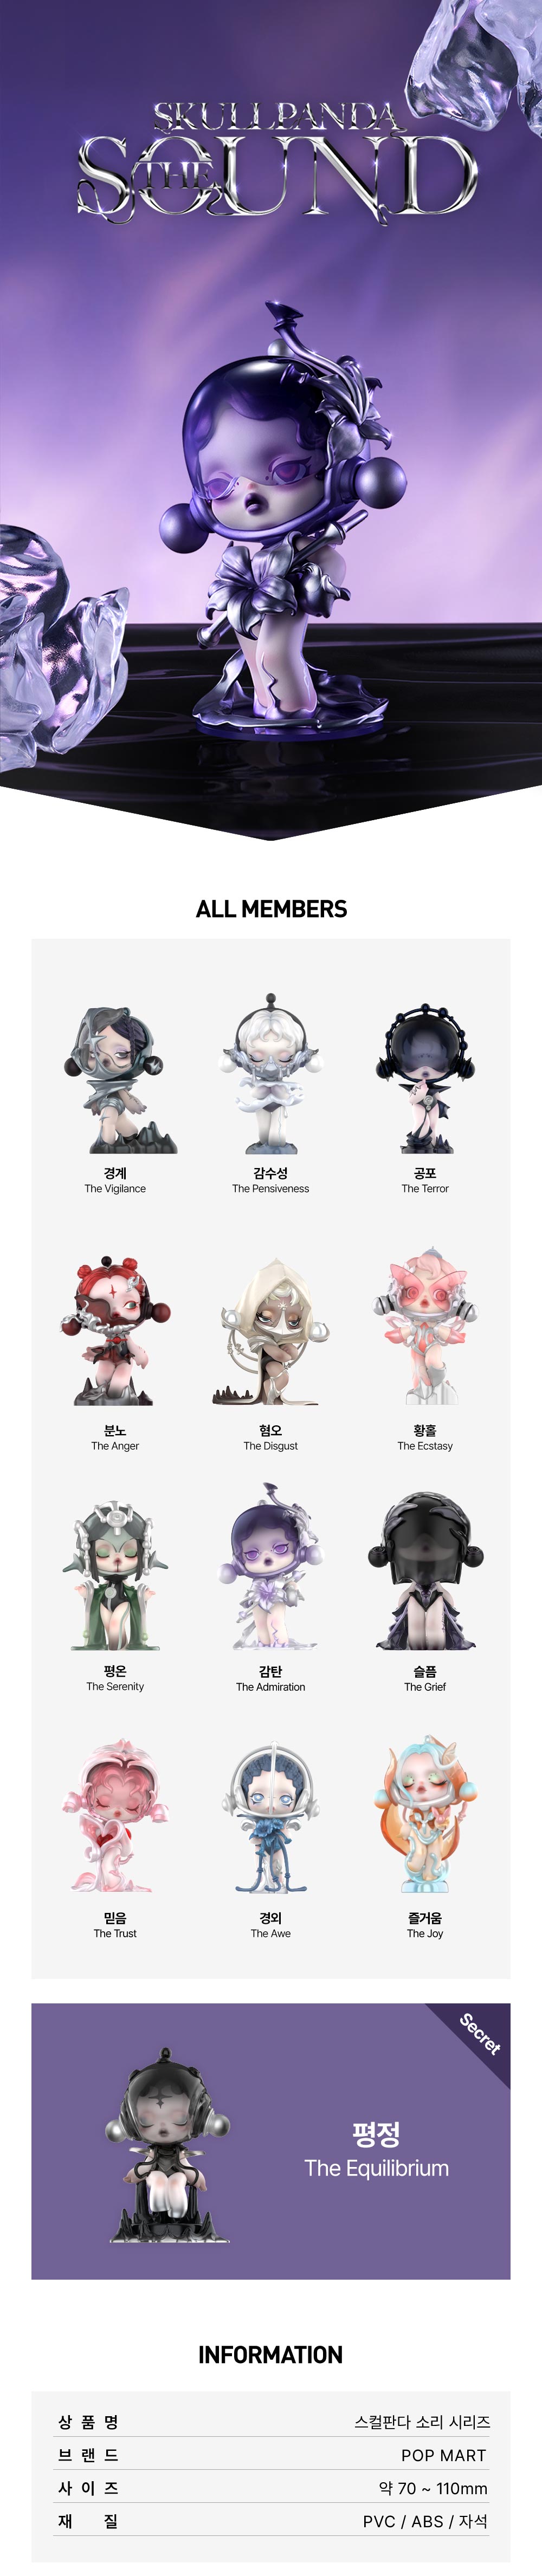 SKULLPANDA
THE
SOUND
ALL MEMBERS
경계
The Vigilance
감수성
The Pensiveness
공포
The Terror
분노
The Anger
혐오
The Disgust
황홀
The Ecstasy
평온
The Serenity
감탄
The Admiration
슬픔
The Grief
믿음
The Trust
경외
The Awe
즐거움
The Joy
Secret
평정
The Equilibrium
INFORMATION
상 품 명 스컬판다 소리 시리즈
브 랜 드 POP MART
사 이 즈 약 70 ~ 110mm
재 질 PVC / ABS / 자석